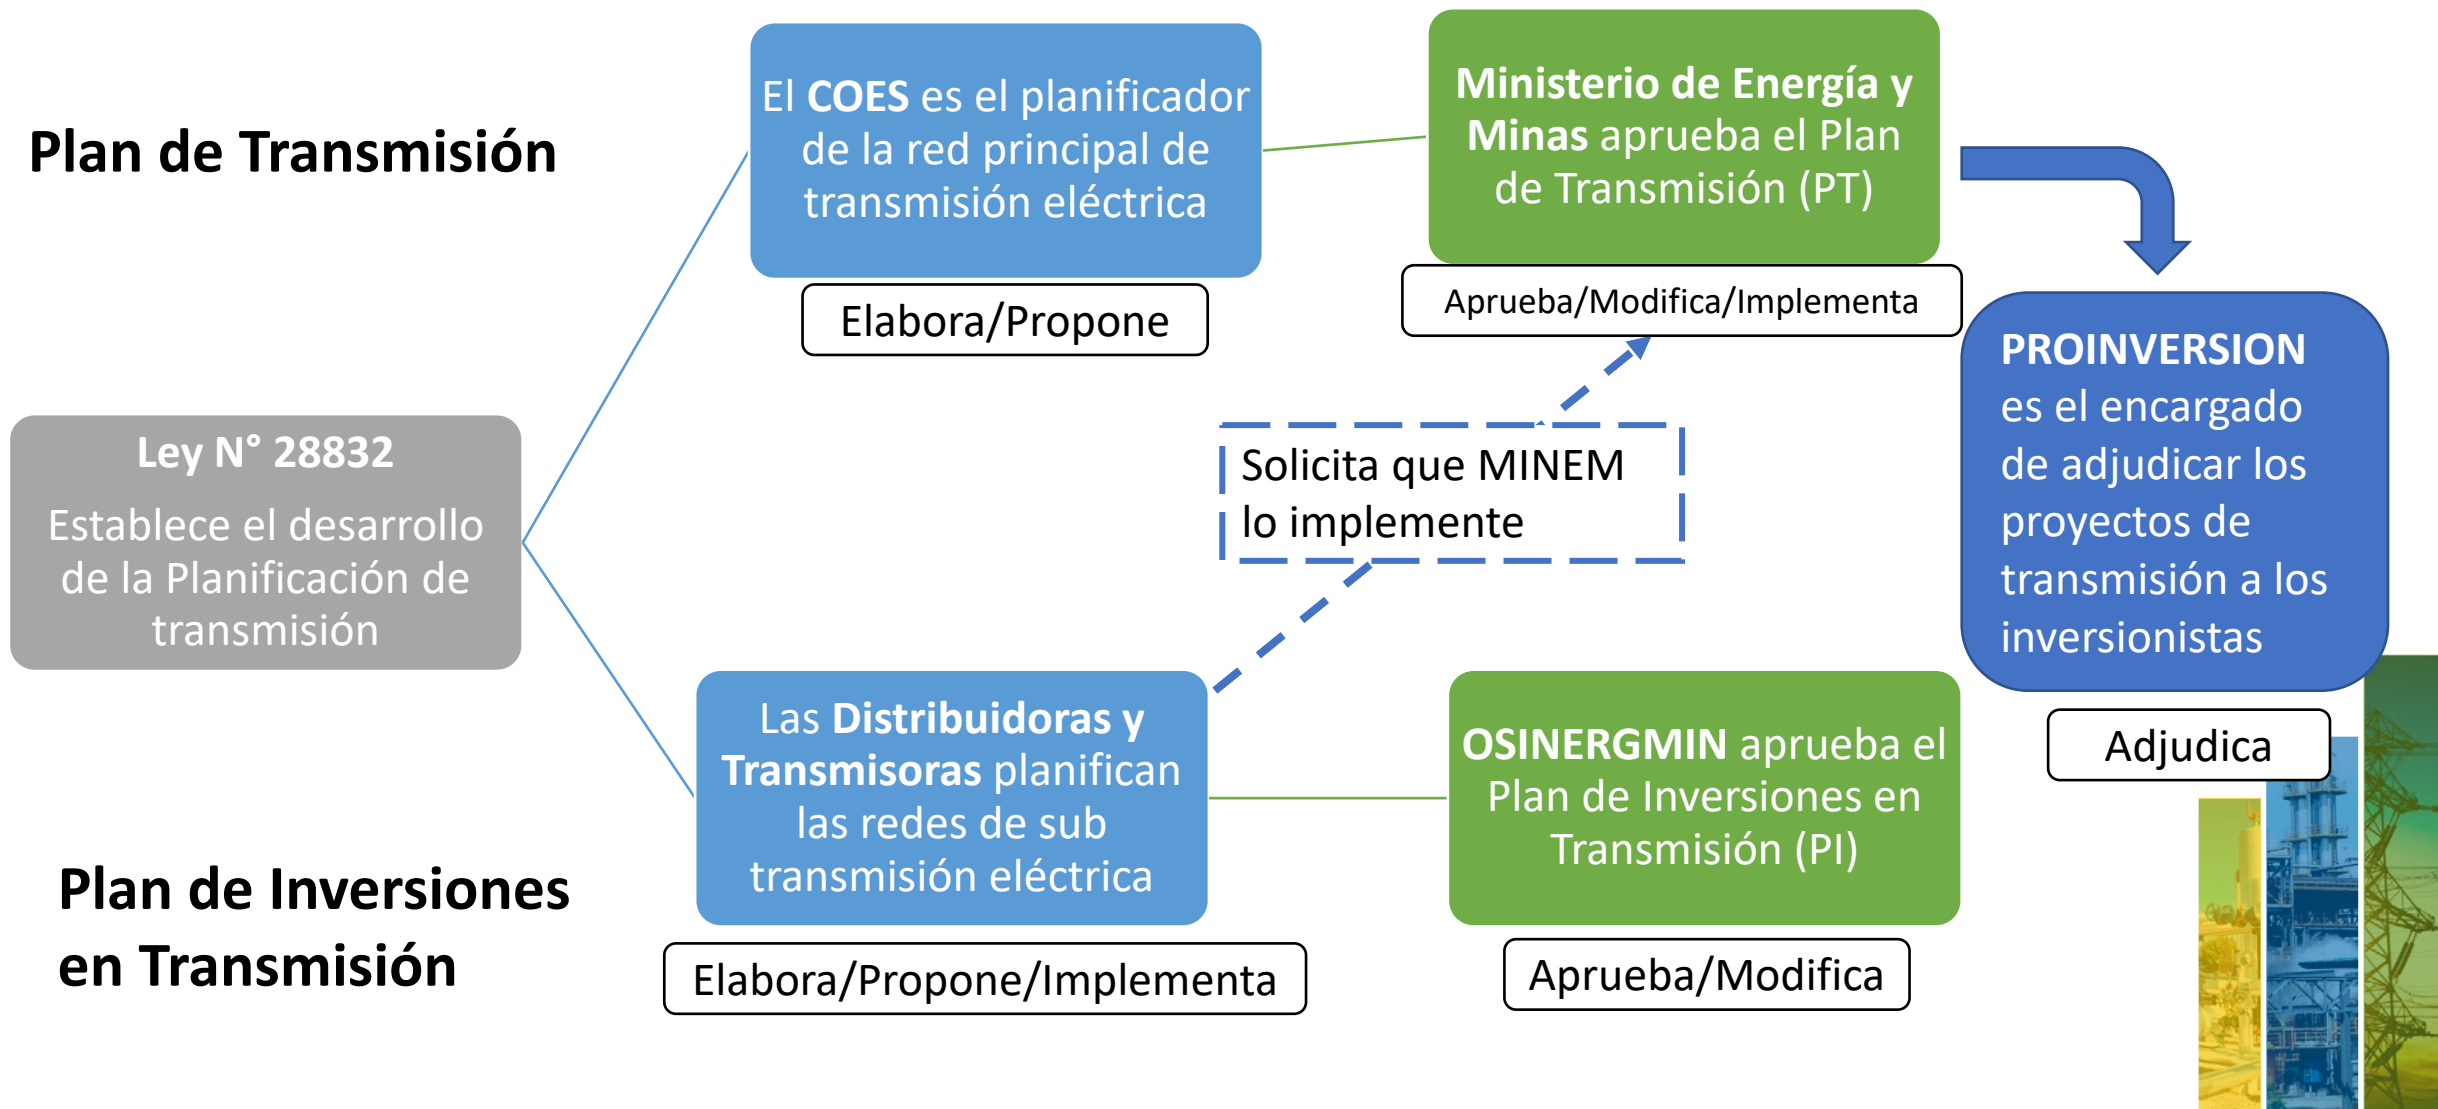 Plan de Transmisión
El COES es el planificador
de la red principal de
transmisión eléctrica
Elabora/Propone
Ministerio de Energía y
Minas aprueba el Plan
de Transmisión (PT)
Aprueba/Modifica/Implementa
PROINVERSION
es el encargado
de adjudicar los
proyectos de
transmisión a los
inversionistas
Adjudica
Ley N° 28832
Establece el desarrollo
de la Planificación de
transmisión
Solicita que MINEM
lo implemente
Plan de Inversiones
en Transmisión
Las Distribuidoras y
Transmisoras planifican
las redes de sub
transmisión eléctrica
Elabora/Propone/Implementa
OSINERGMIN aprueba el
Plan de Inversiones en
Transmisión (PI)
Aprueba/Modifica